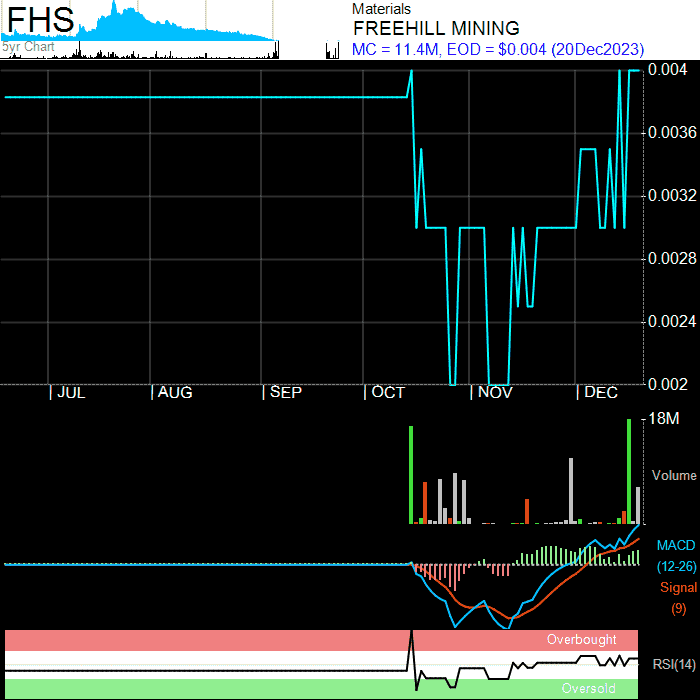 FHS
5yr Chart
Materials
FREEHILL MINING
MC = 11.4M, EOD = $0.004 (20Dec2023)
0.004
0.0036
0.0032
0.0028
0.0024
0.002
JUL AUG SEP OCT NOV DEC
18M
Volume
MACD
(12-26)
Signal
(9)
Overbought
RSI(14)
Oversold